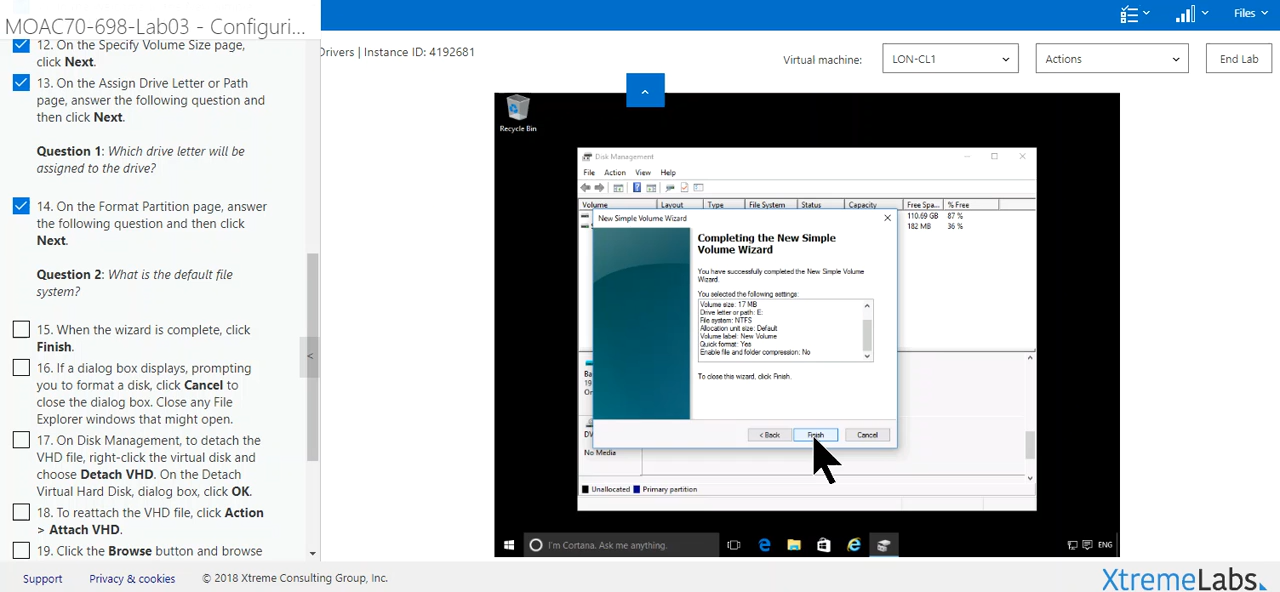 MOAC70-698-Lab03 - Configuri...
Files
12. On the Specify Volume Size page,
click Next.
13. On the Assign Drive Letter or Path
page, answer the following question and
then click Next.
Question 1: Which drive letter will be
assigned to the drive?
14. On the Format Partition page, answer
the following question and then click
Next.
Question 2: What is the default file
system?
15. When the wizard is complete, click
Finish.
16. If a dialog box displays, prompting
you to format a disk, click Cancel to
close the dialog box. Close any File
Explorer windows that might open.
17. On Disk Management, to detach the
VHD file, right-click the virtual disk and
choose Detach VHD. On the Detach
Virtual Hard Disk, dialog box, click OK.
18. To reattach the VHD file, click Action
> Attach VHD.
19. Click the Browse button and browse
Drivers | Instance ID: 4192681
Virtual machine:
LON-CL1
Actions
End Lab
Recycle Bin
Disk Management
File Action View Help
Volume Layout Type File System Status Capacity Free Spa... % Free
110.69 GB 87 %
182 MB 36 %
New Simple Volume Wizard
Completing the New Simple
Volume Wizard
You have successfully completed the New Simple Volume
Wizard.
You selected the following settings:
Volume size: 17 MB
Drive letter or path: E:
File system: NTFS
Allocation unit size: Default
Volume label: New Volume
Quick format: Yes
Enable file and folder compression: No
To close this wizard, click Finish.
< Back Finish Cancel
Ba
19
On
DV
No Media
Unallocated Primary partition
I'm Cortana. Ask me anything.
ENG
Support Privacy & cookies © 2018 Xtreme Consulting Group, Inc.
XtremeLabs